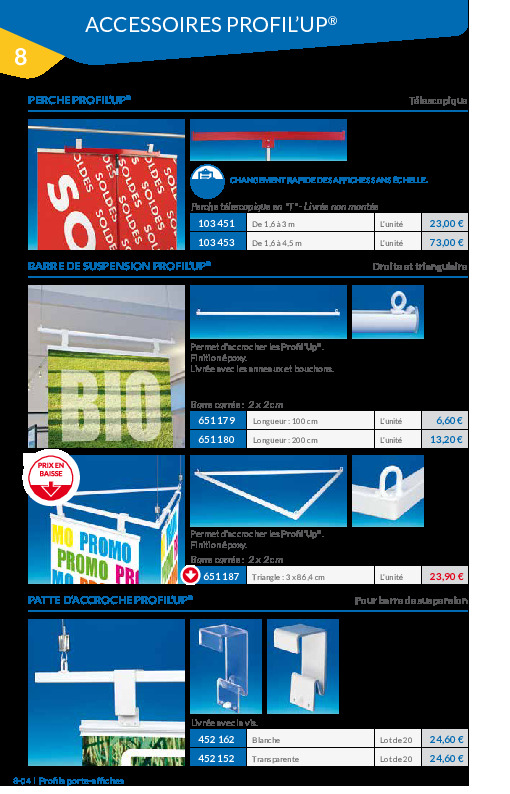 ACCESSOIRES PROFIL'UP®
8
PERCHE PROFIL'UP® Télescopique
SOLDES
CHANGEMENT RAPIDE DES AFFICHES SANS ÉCHELLE.
Perche télescopique en "T" - Livrée non montée
103 451 De 1,6 à 3 m L'unité 23,00 €
103 453 De 1,6 à 4,5 m L'unité 73,00 €
BARRE DE SUSPENSION PROFIL'UP® Droite et triangulaire
BIO
Permet d'accrocher les Profil'Up®.
Finition époxy.
Livrée avec les anneaux et bouchons.
Barre carrée : 2 x 2 cm
651 179 Longueur : 100 cm L'unité 6,60 €
651 180 Longueur : 200 cm L'unité 13,20 €
PRIX EN
BAISSE
MO PROMO
PROMO PR
MO PROMO
Permet d'accrocher les Profil'Up®.
Finition époxy.
Barre carrée : 2 x 2 cm
651 187 Triangle : 3 x 86,4 cm L'unité 23,90 €
PATTE D'ACCROCHE PROFIL'UP® Pour barre de suspension
Livrée avec la vis.
452 162 Blanche Lot de 20 24,60 €
452 152 Transparente Lot de 20 24,60 €
8-04 | Profils porte-affiches